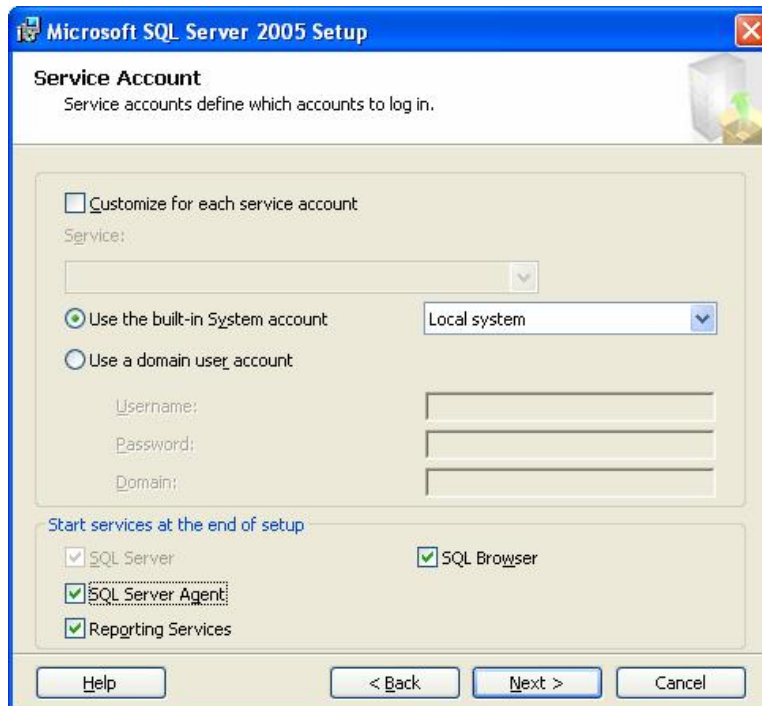 Microsoft SQL Server 2005 Setup
Service Account
Service accounts define which accounts to log in.
Customize for each service account
Service:
Use the built-in System account
Local system
Use a domain user account
Username:
Password:
Domain:
Start services at the end of setup
SQL Server
SQL Browser
SQL Server Agent
Reporting Services
Help
< Back
Next >
Cancel